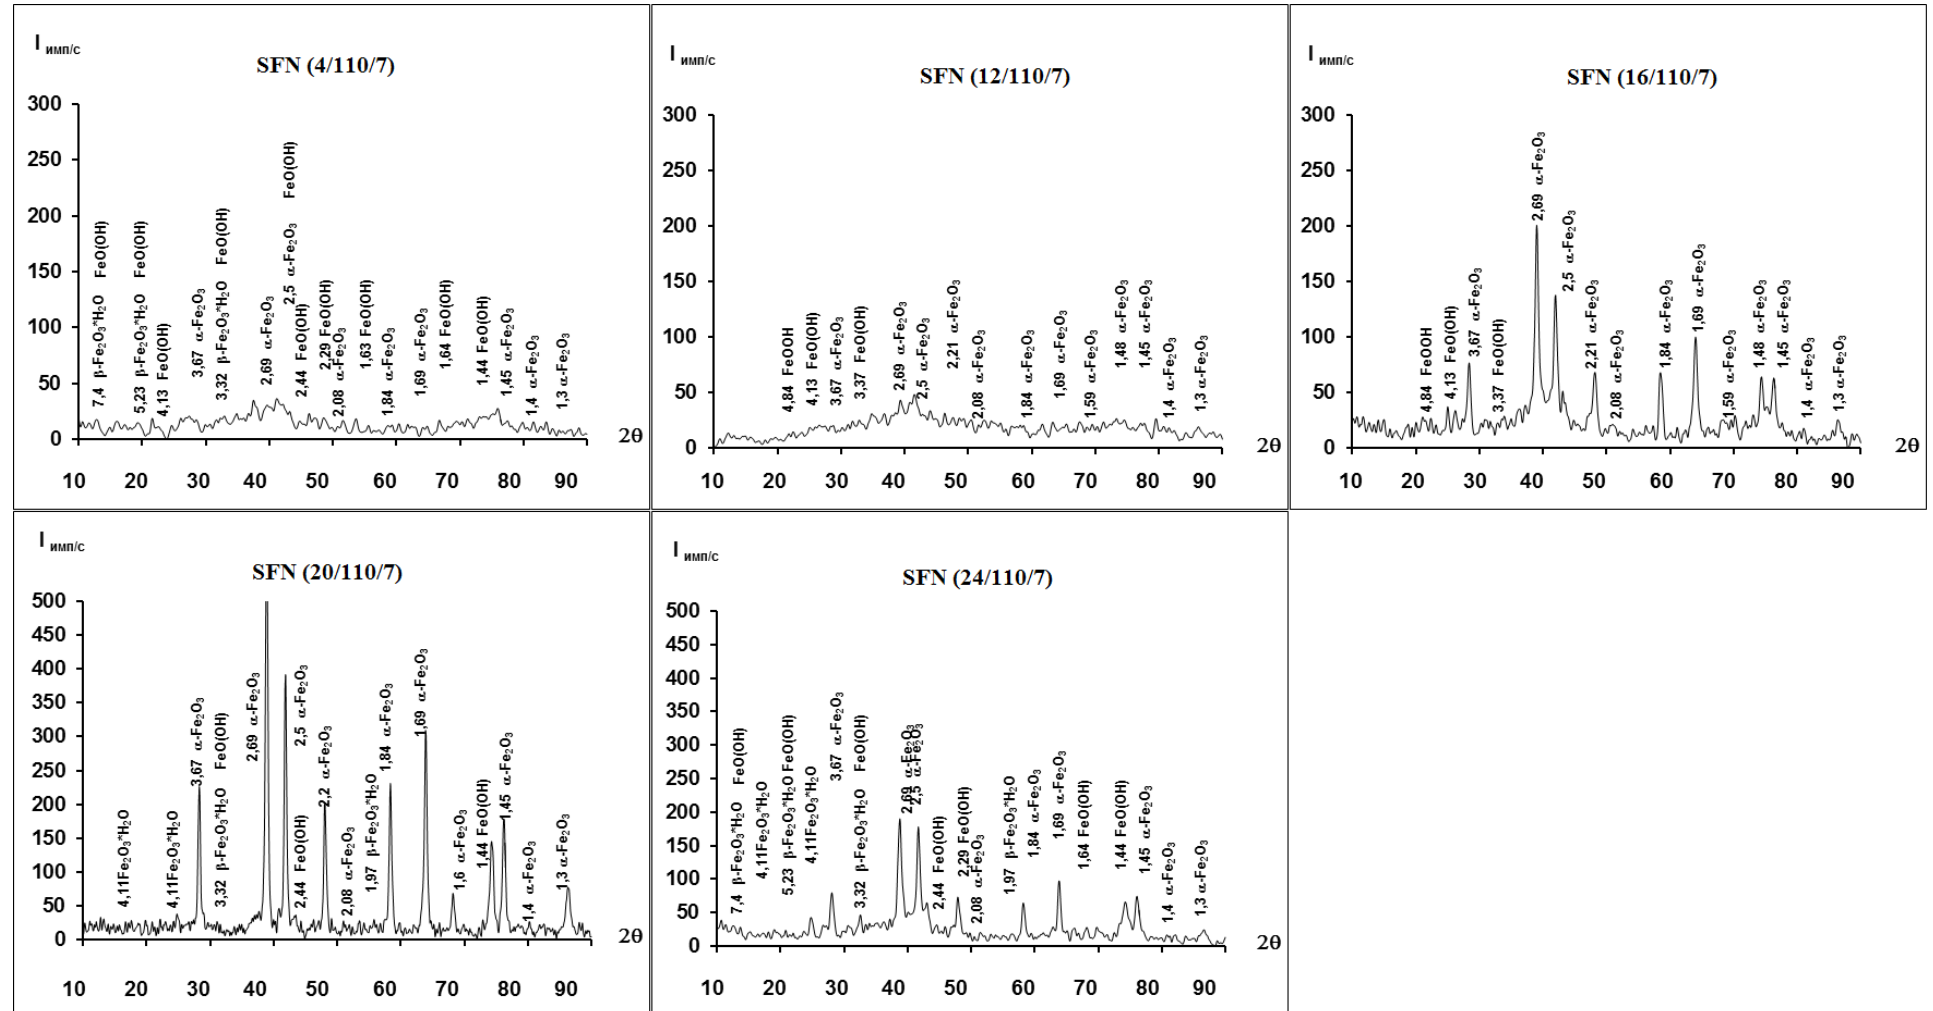 I имп/с
SFN (4/110/7)
300
250
200
150
100
50
0
7,4 β-Fe₂O₃*H₂O FeO(OH)
5,23 β-Fe₂O₃*H₂O FeO(OH)
4,13 FeO(OH)
3,67 α-Fe₂O₃
3,32 β-Fe₂O₃*H₂O FeO(OH)
2,69 α-Fe₂O₃
2,5 α-Fe₂O₃ FeO(OH)
2,44 FeO(OH)
2,29 FeO(OH)
2,08 α-Fe₂O₃
1,63 FeO(OH)
1,84 α-Fe₂O₃
1,69 α-Fe₂O₃
1,64 FeO(OH)
1,44 FeO(OH)
1,45 α-Fe₂O₃
1,4 α-Fe₂O₃
1,3 α-Fe₂O₃
2θ
10 20 30 40 50 60 70 80 90
I имп/с
SFN (12/110/7)
300
250
200
150
100
50
0
4,84 FeOOH
4,13 FeO(OH)
3,67 α-Fe₂O₃
3,37 FeO(OH)
2,69 α-Fe₂O₃
2,5 α-Fe₂O₃
2,21 α-Fe₂O₃
2,08 α-Fe₂O₃
1,84 α-Fe₂O₃
1,69 α-Fe₂O₃
1,59 α-Fe₂O₃
1,48 α-Fe₂O₃
1,45 α-Fe₂O₃
1,4 α-Fe₂O₃
1,3 α-Fe₂O₃
2θ
10 20 30 40 50 60 70 80 90
I имп/с
SFN (16/110/7)
300
250
200
150
100
50
0
4,84 FeOOH
4,13 FeO(OH)
3,67 α-Fe₂O₃
3,37 FeO(OH)
2,69 α-Fe₂O₃
2,5 α-Fe₂O₃
2,21 α-Fe₂O₃
2,08 α-Fe₂O₃
1,84 α-Fe₂O₃
1,69 α-Fe₂O₃
1,59 α-Fe₂O₃
1,48 α-Fe₂O₃
1,45 α-Fe₂O₃
1,4 α-Fe₂O₃
1,3 α-Fe₂O₃
2θ
10 20 30 40 50 60 70 80 90
I имп/с
SFN (20/110/7)
500
450
400
350
300
250
200
150
100
50
0
4,11Fe₂O₃*H₂O
4,11Fe₂O₃*H₂O
3,67 α-Fe₂O₃
3,32 β-Fe₂O₃*H₂O FeO(OH)
2,69 α-Fe₂O₃
2,5 α-Fe₂O₃
2,44 FeO(OH)
2,2 α-Fe₂O₃
2,08 α-Fe₂O₃
1,97 β-Fe₂O₃*H₂O
1,84 α-Fe₂O₃
1,69 α-Fe₂O₃
1,6 α-Fe₂O₃
1,44 FeO(OH)
1,45 α-Fe₂O₃
1,4 α-Fe₂O₃
1,3 α-Fe₂O₃
2θ
10 20 30 40 50 60 70 80 90
I имп/с
SFN (24/110/7)
500
450
400
350
300
250
200
150
100
50
0
7,4 β-Fe₂O₃*H₂O FeO(OH)
4,11Fe₂O₃*H₂O
5,23 β-Fe₂O₃*H₂O FeO(OH)
4,11Fe₂O₃*H₂O
3,67 α-Fe₂O₃
3,32 β-Fe₂O₃*H₂O FeO(OH)
2,69 α-Fe₂O₃
2,5 α-Fe₂O₃
2,44 FeO(OH)
2,29 FeO(OH)
2,08 α-Fe₂O₃
1,97 β-Fe₂O₃*H₂O
1,84 α-Fe₂O₃
1,69 α-Fe₂O₃
1,64 FeO(OH)
1,44 FeO(OH)
1,45 α-Fe₂O₃
1,4 α-Fe₂O₃
1,3 α-Fe₂O₃
2θ
10 20 30 40 50 60 70 80 90